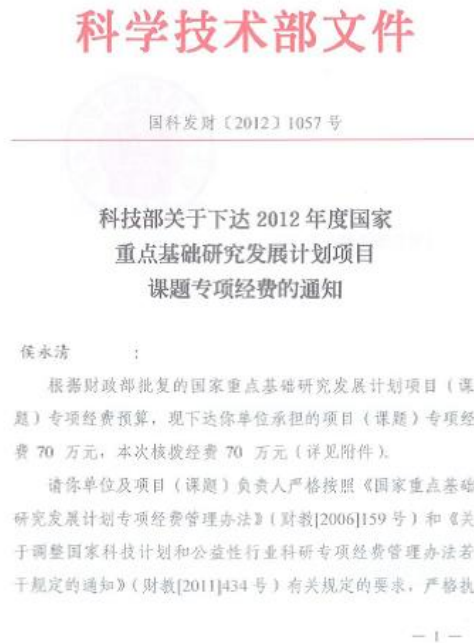 科学技术部文件
国科发财〔2012〕1057号
科技部关于下达 2012 年度国家
重点基础研究发展计划项目
课题专项经费的通知
侯永清　　　：
根据财政部批复的国家重点基础研究发展计划项目（课
题）专项经费预算，现下达你单位承担的项目（课题）专项经
费 70 万元，本次核拨经费 70 万元（详见附件）。
请你单位及项目（课题）负责人严格按照《国家重点基础
研究发展计划专项经费管理办法》（财教[2006]159号）和《关
于调整国家科技计划和公益性行业科研专项经费管理办法若
干规定的通知》（财教[2011]434号）有关规定的要求，严格执
— 1 —